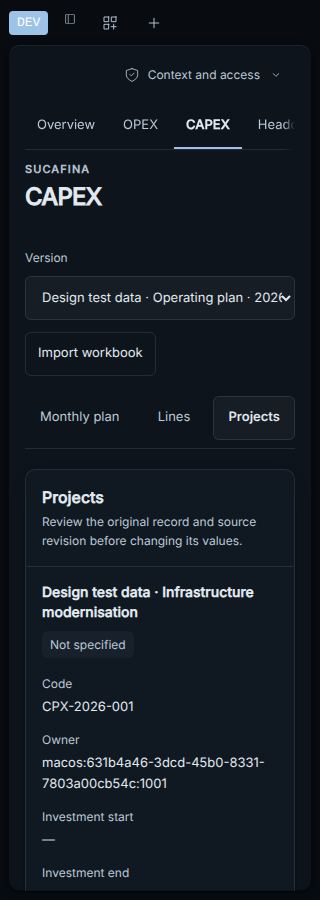 DEV
Context and access
Overview OPEX CAPEX Head
SUCAFINA
CAPEX
Version
Design test data · Operating plan · 2026
Import workbook
Monthly plan Lines Projects
Projects
Review the original record and source
revision before changing its values.
Design test data · Infrastructure
modernisation
Not specified
Code
CPX-2026-001
Owner
macos:631b4a46-3dcd-45b0-8331-
7803a00cb54c:1001
Investment start
—
Investment end